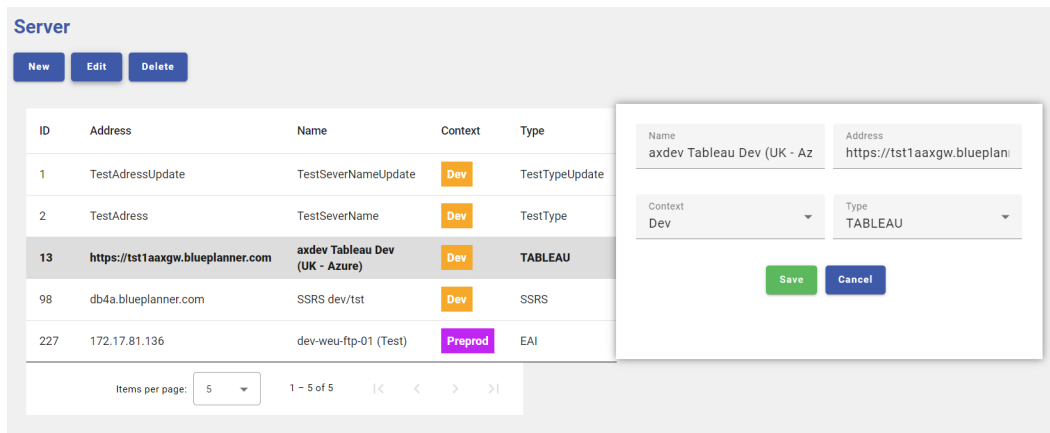 Server
New Edit Delete
ID Address Name Context Type
1 TestAdressUpdate TestSeverNameUpdate Dev TestTypeUpdate
2 TestAdress TestSeverName Dev TestType
13 https://tst1aaxgw.blueplanner.com axdev Tableau Dev (UK - Azure) Dev TABLEAU
98 db4a.blueplanner.com SSRS dev/tst Dev SSRS
227 172.17.81.136 dev-weu-ftp-01 (Test) Preprod EAI
Items per page: 5 1 – 5 of 5
Name
axdev Tableau Dev (UK - Az
Address
https://tst1aaxgw.blueplan
Context
Dev
Type
TABLEAU
Save Cancel